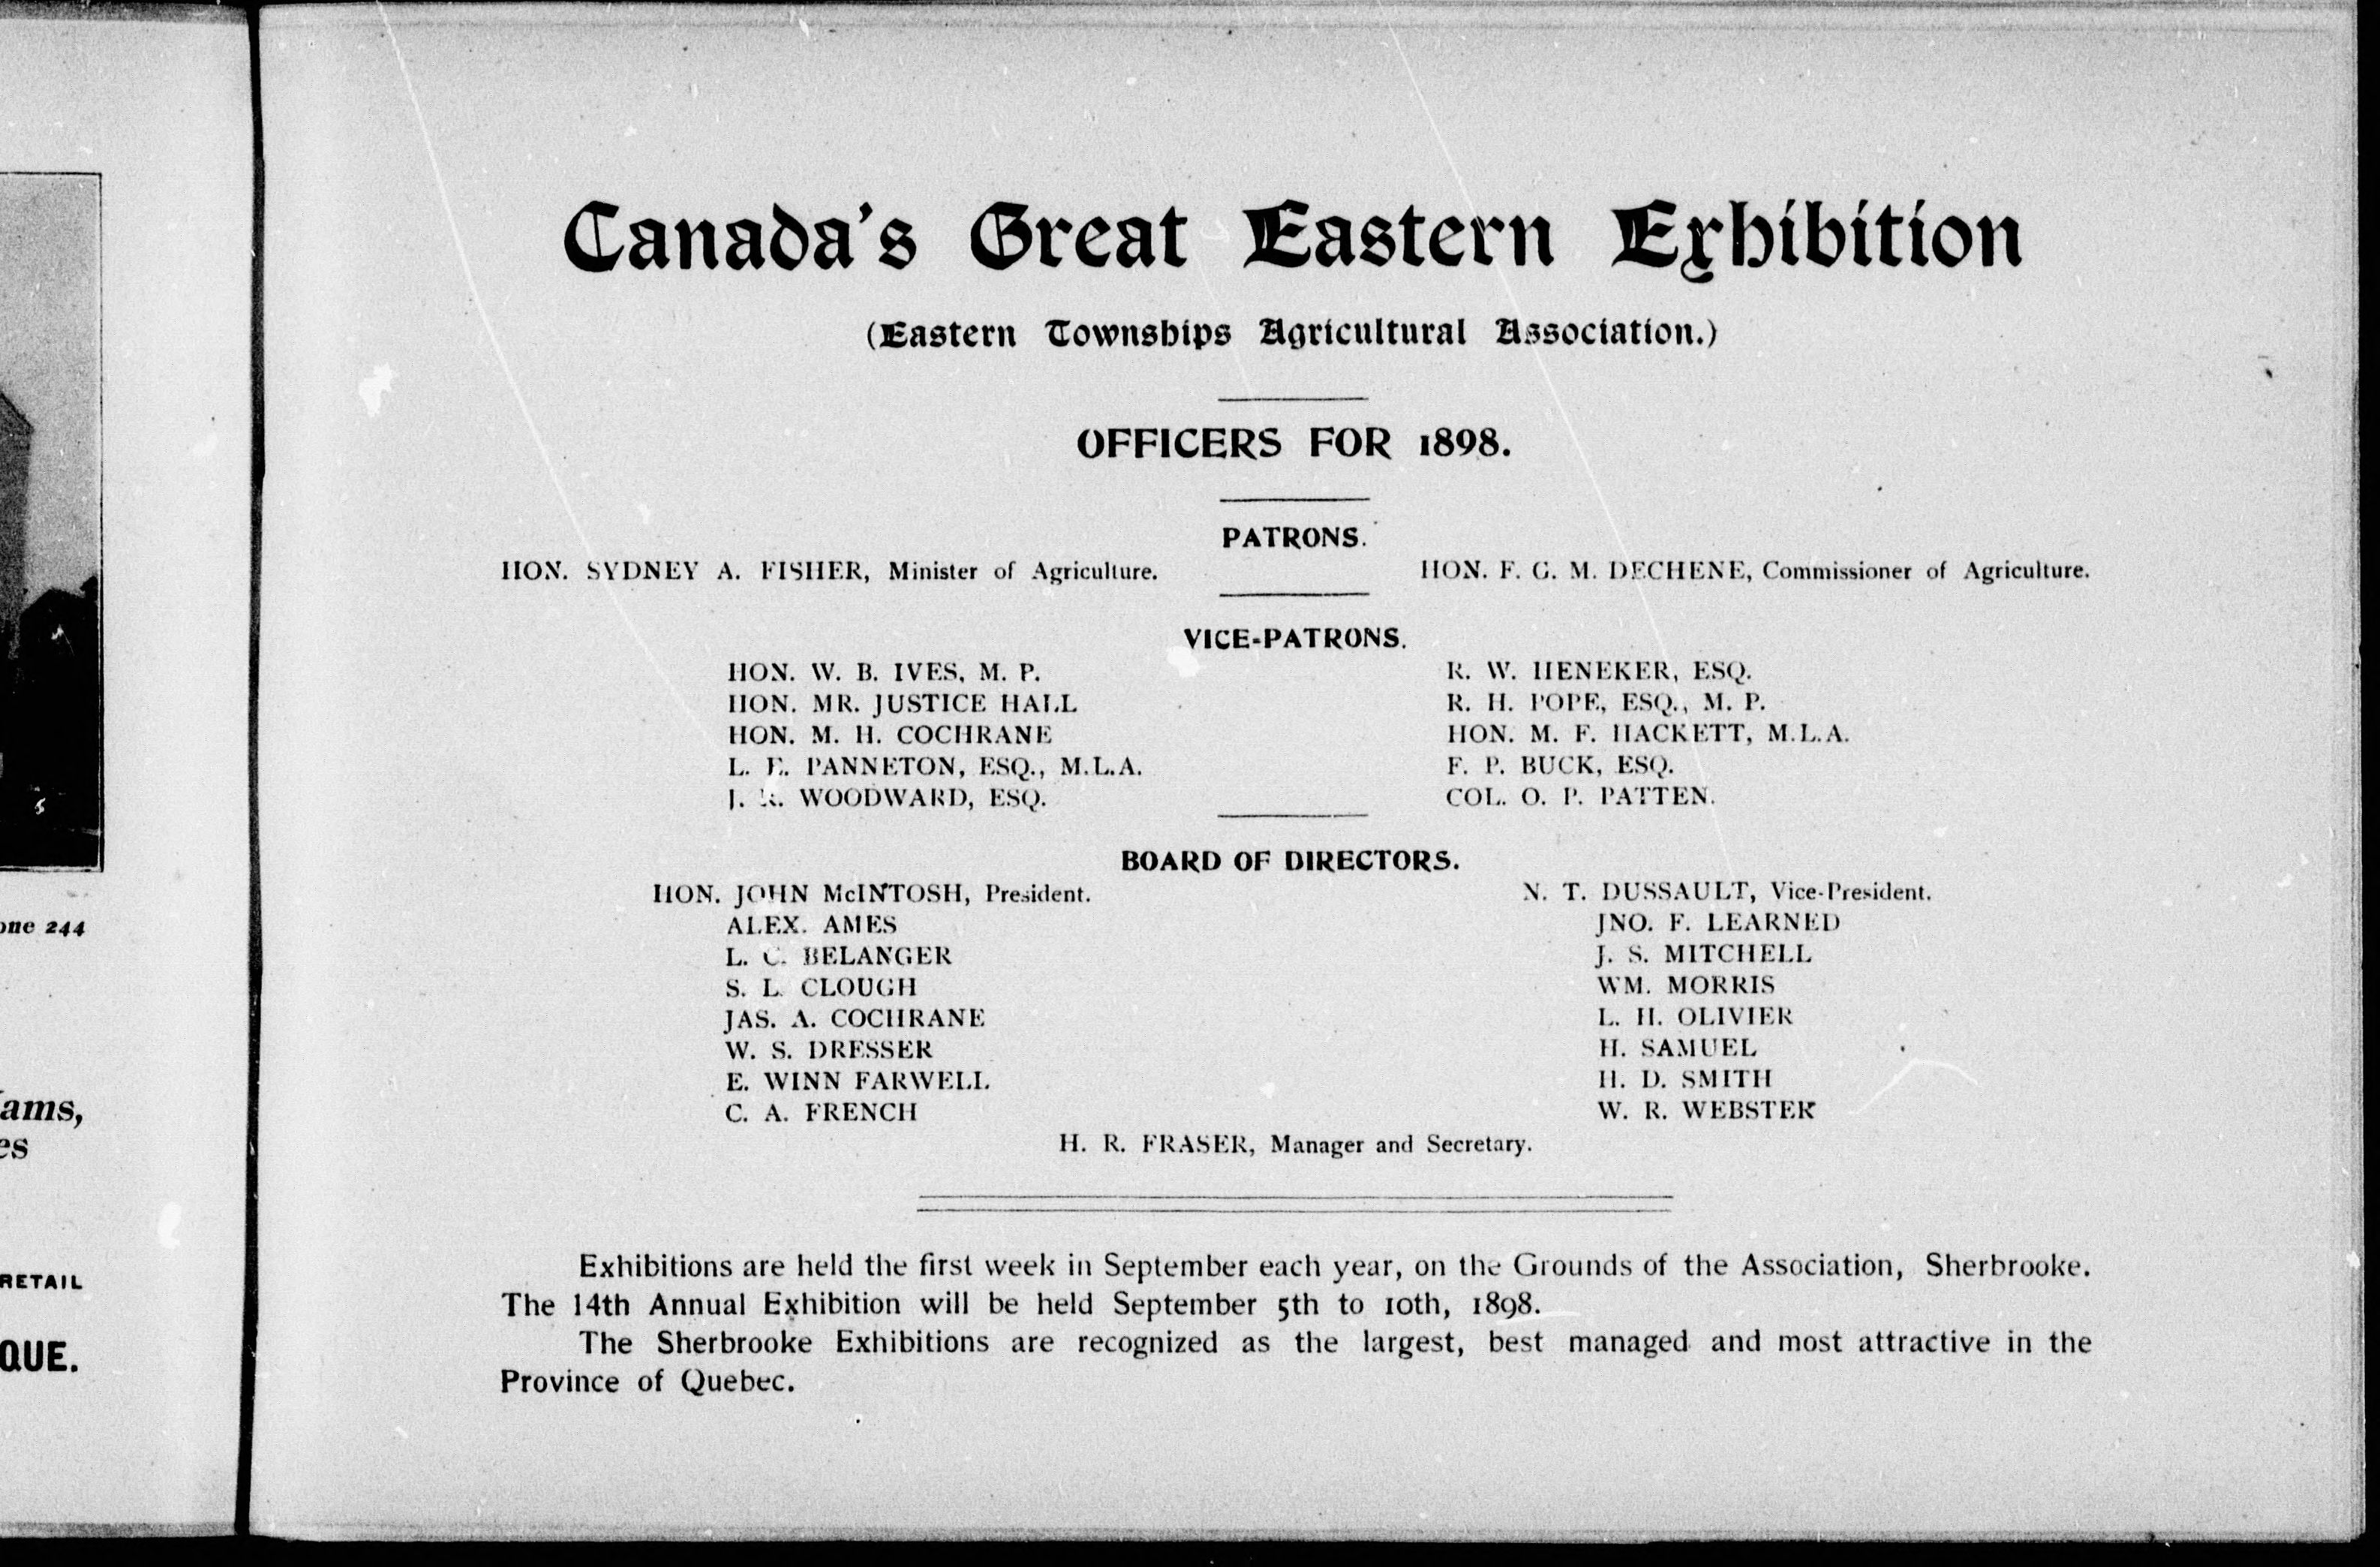 one 244
ams,
es
RETAIL
QUE.
Canada's Great Eastern Exhibition
(Eastern Townships Agricultural Association.)
OFFICERS FOR 1898.
PATRONS.
HON. SYDNEY A. FISHER, Minister of Agriculture.
HON. F. G. M. DECHENE, Commissioner of Agriculture.
VICE-PATRONS.
HON. W. B. IVES, M. P.
HON. MR. JUSTICE HALL
HON. M. H. COCHRANE
L. E. PANNETON, ESQ., M.L.A.
J. R. WOODWARD, ESQ.
R. W. HENEKER, ESQ.
R. H. POPE, ESQ., M. P.
HON. M. F. HACKETT, M.L.A.
F. P. BUCK, ESQ.
COL. O. P. PATTEN.
BOARD OF DIRECTORS.
HON. JOHN McINTOSH, President.
ALEX. AMES
L. C. BELANGER
S. L. CLOUGH
JAS. A. COCHRANE
W. S. DRESSER
E. WINN FARWELL
C. A. FRENCH
N. T. DUSSAULT, Vice-President.
JNO. F. LEARNED
J. S. MITCHELL
WM. MORRIS
L. H. OLIVIER
H. SAMUEL
H. D. SMITH
W. R. WEBSTER
H. R. FRASER, Manager and Secretary.
Exhibitions are held the first week in September each year, on the Grounds of the Association, Sherbrooke.
The 14th Annual Exhibition will be held September 5th to 10th, 1898.
The Sherbrooke Exhibitions are recognized as the largest, best managed and most attractive in the
Province of Quebec.